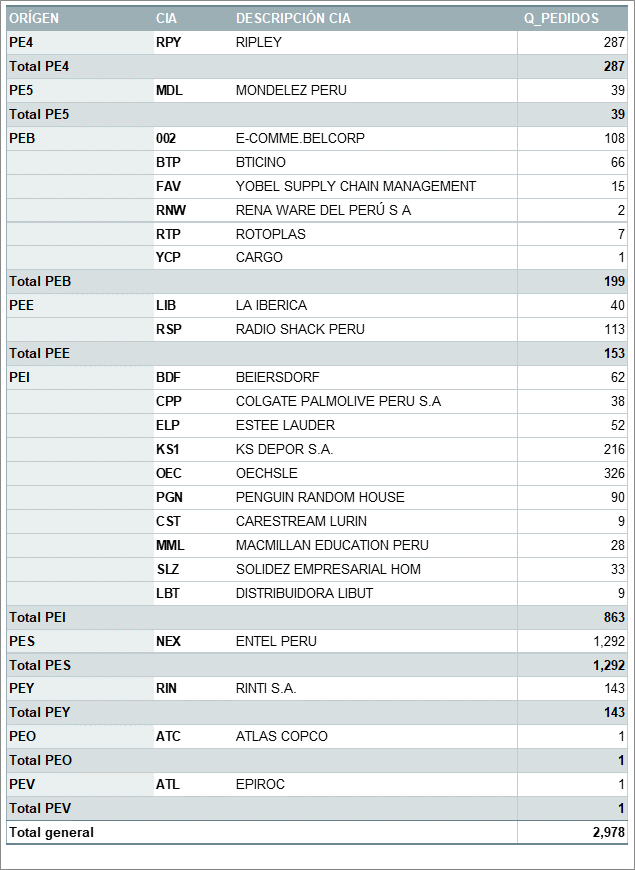 ORÍGEN CIA DESCRIPCIÓN CIA Q_PEDIDOS
PE4 RPY RIPLEY 287
Total PE4 287
PE5 MDL MONDELEZ PERU 39
Total PE5 39
PEB 002 E-COMME.BELCORP 108
BTP BTICINO 66
FAV YOBEL SUPPLY CHAIN MANAGEMENT 15
RNW RENA WARE DEL PERÚ S A 2
RTP ROTOPLAS 7
YCP CARGO 1
Total PEB 199
PEE LIB LA IBERICA 40
RSP RADIO SHACK PERU 113
Total PEE 153
PEI BDF BEIERSDORF 62
CPP COLGATE PALMOLIVE PERU S.A 38
ELP ESTEE LAUDER 52
KS1 KS DEPOR S.A. 216
OEC OECHSLE 326
PGN PENGUIN RANDOM HOUSE 90
CST CARESTREAM LURIN 9
MML MACMILLAN EDUCATION PERU 28
SLZ SOLIDEZ EMPRESARIAL HOM 33
LBT DISTRIBUIDORA LIBUT 9
Total PEI 863
PES NEX ENTEL PERU 1,292
Total PES 1,292
PEY RIN RINTI S.A. 143
Total PEY 143
PEO ATC ATLAS COPCO 1
Total PEO 1
PEV ATL EPIROC 1
Total PEV 1
Total general 2,978